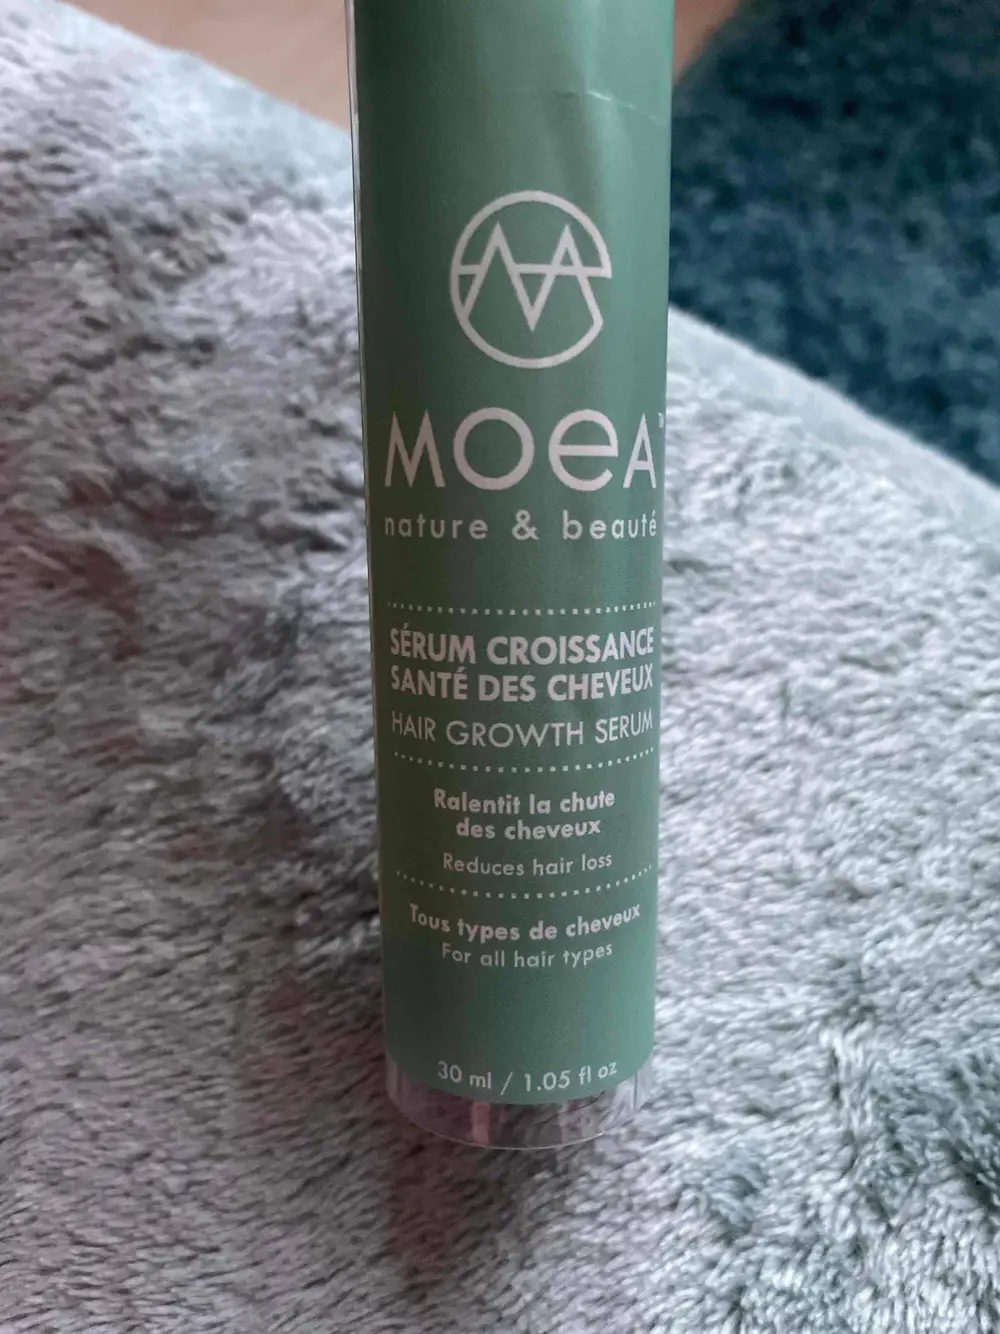 MOeA™
nature & beauté
SÉRUM CROISSANCE
SANTÉ DES CHEVEUX
HAIR GROWTH SERUM
Ralentit la chute
des cheveux
Reduces hair loss
Tous types de cheveux
For all hair types
30 ml / 1.05 fl oz